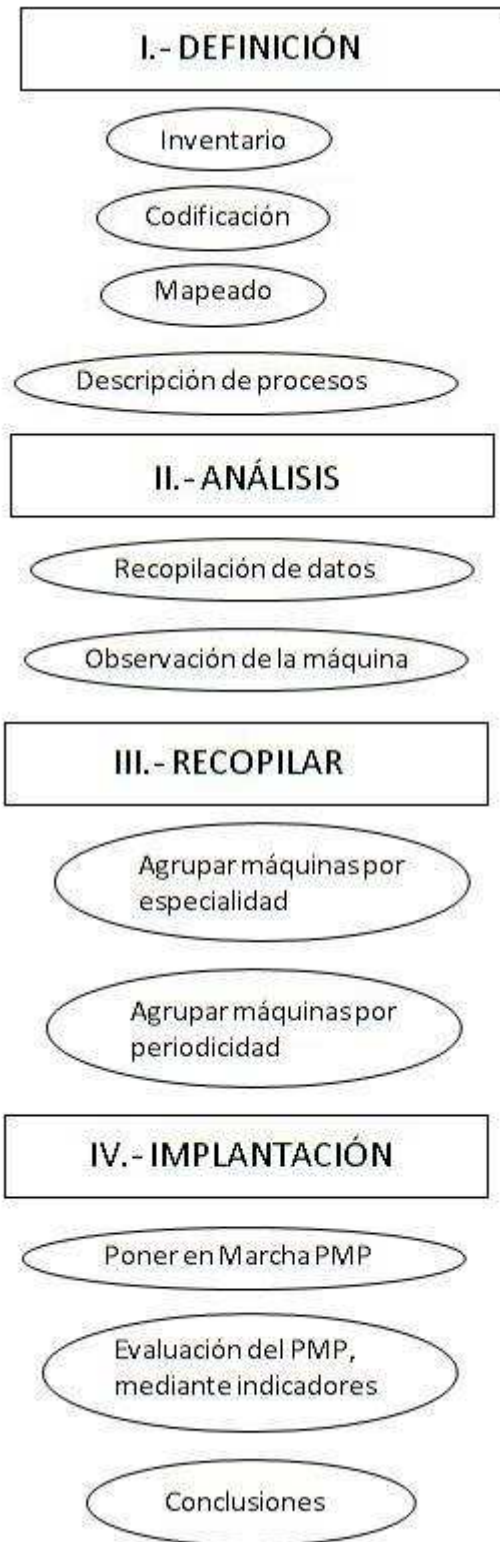 I.- DEFINICIÓN
Inventario
Codificación
Mapeado
Descripción de procesos
II.- ANÁLISIS
Recopilación de datos
Observación de la máquina
III.- RECOPILAR
Agrupar máquinas por
especialidad
Agrupar máquinas por
periodicidad
IV.- IMPLANTACIÓN
Poner en Marcha PMP
Evaluación del PMP,
mediante indicadores
Conclusiones